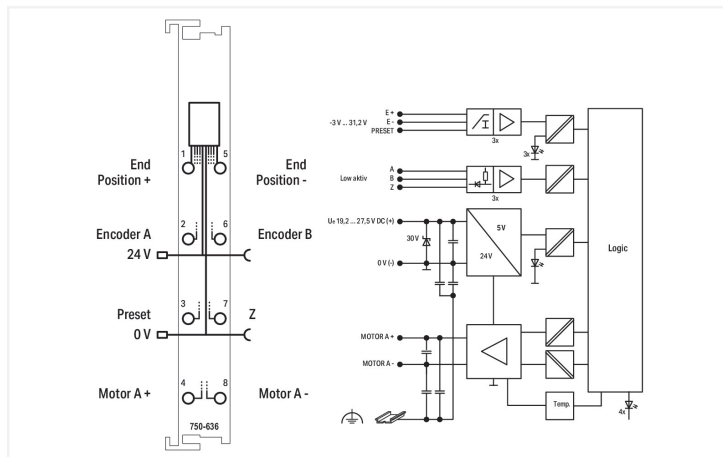 1
5
End
Position +
End
Position -
2
6
Encoder A
Encoder B
24 V
3
7
Preset
Z
0 V
4
8
Motor A +
Motor A -
750-636
E +
-3 V ... 31,2 V
E -
PRESET
3x
3x
A
Low aktiv
B
Z
3x
Ue 19,2 ... 27,5 V DC (+)
30 V
5V
24 V
0 V (-)
Logic
MOTOR A +
MOTOR A -
Temp.
4x